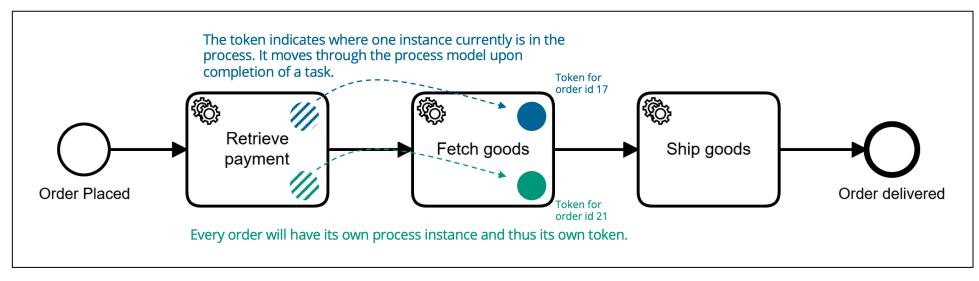 The token indicates where one instance currently is in the
process. It moves through the process model upon
completion of a task.
Token for
order id 17
Retrieve
payment
Fetch goods
Ship goods
Order Placed
Order delivered
Token for
order id 21
Every order will have its own process instance and thus its own token.